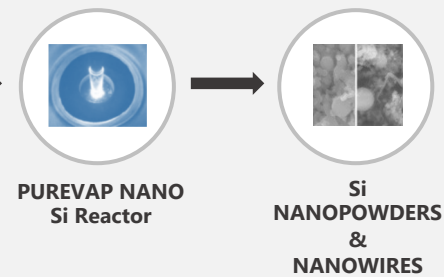 PUREVAP NANO
Si Reactor
Si
NANOPOWDERS
&
NANOWIRES